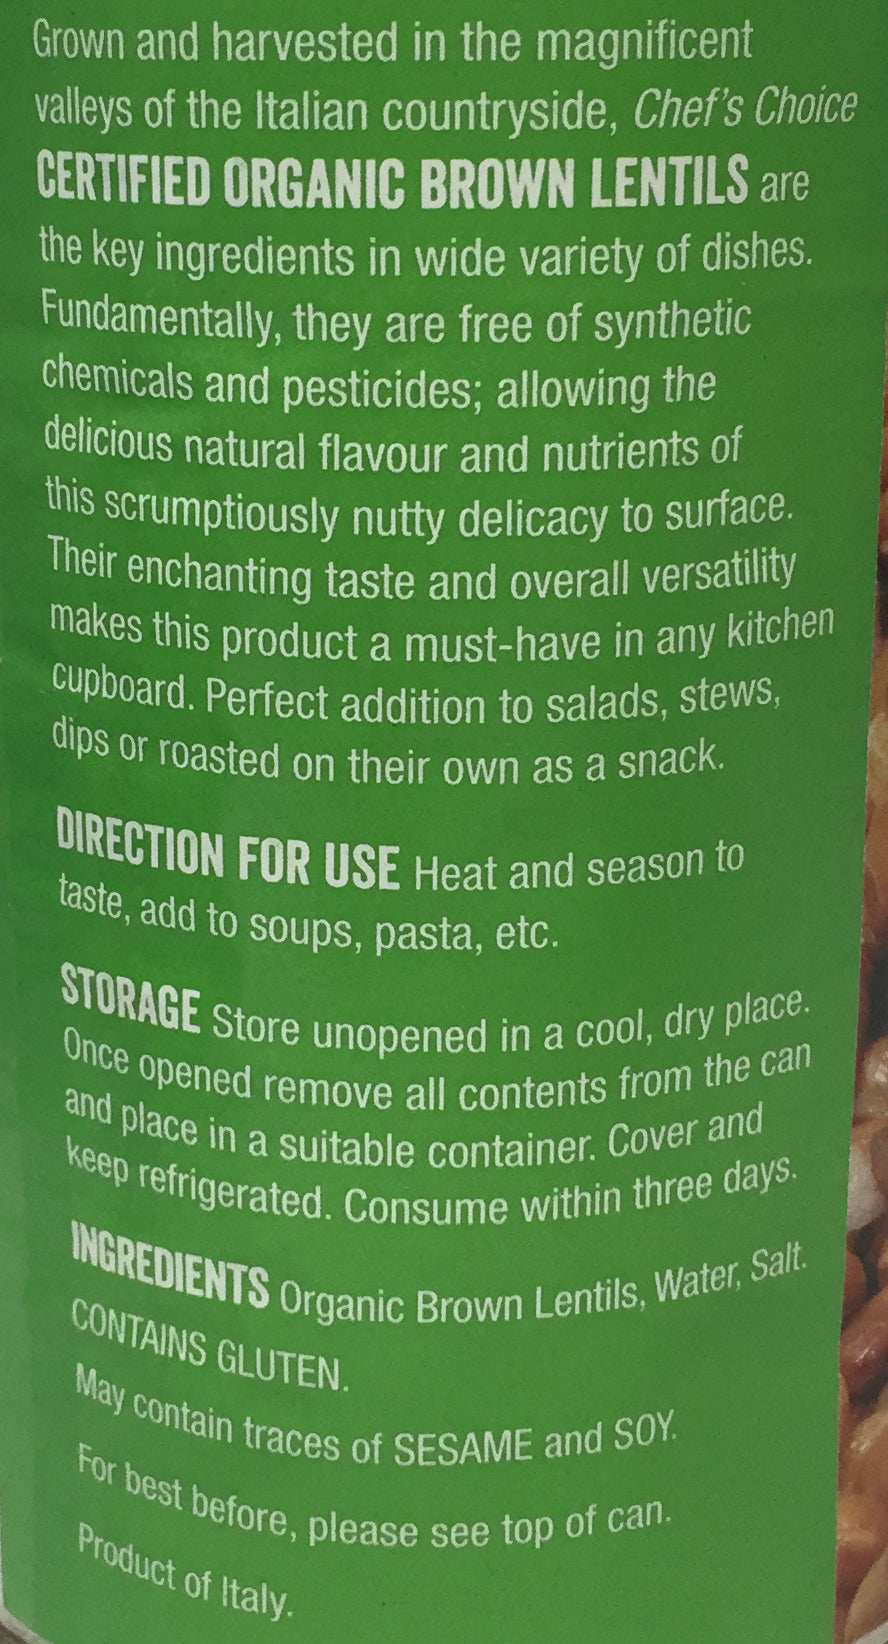 Grown and harvested in the magnificent
valleys of the Italian countryside, Chef's Choice
CERTIFIED ORGANIC BROWN LENTILS are
the key ingredients in wide variety of dishes.
Fundamentally, they are free of synthetic
chemicals and pesticides; allowing the
delicious natural flavour and nutrients of
this scrumptiously nutty delicacy to surface.
Their enchanting taste and overall versatility
makes this product a must-have in any kitchen
cupboard. Perfect addition to salads, stews,
dips or roasted on their own as a snack.
DIRECTION FOR USE Heat and season to
taste, add to soups, pasta, etc.
STORAGE Store unopened in a cool, dry place.
Once opened remove all contents from the can
and place in a suitable container. Cover and
keep refrigerated. Consume within three days.
INGREDIENTS Organic Brown Lentils, Water, Salt.
CONTAINS GLUTEN.
May contain traces of SESAME and SOY.
For best before, please see top of can.
Product of Italy.